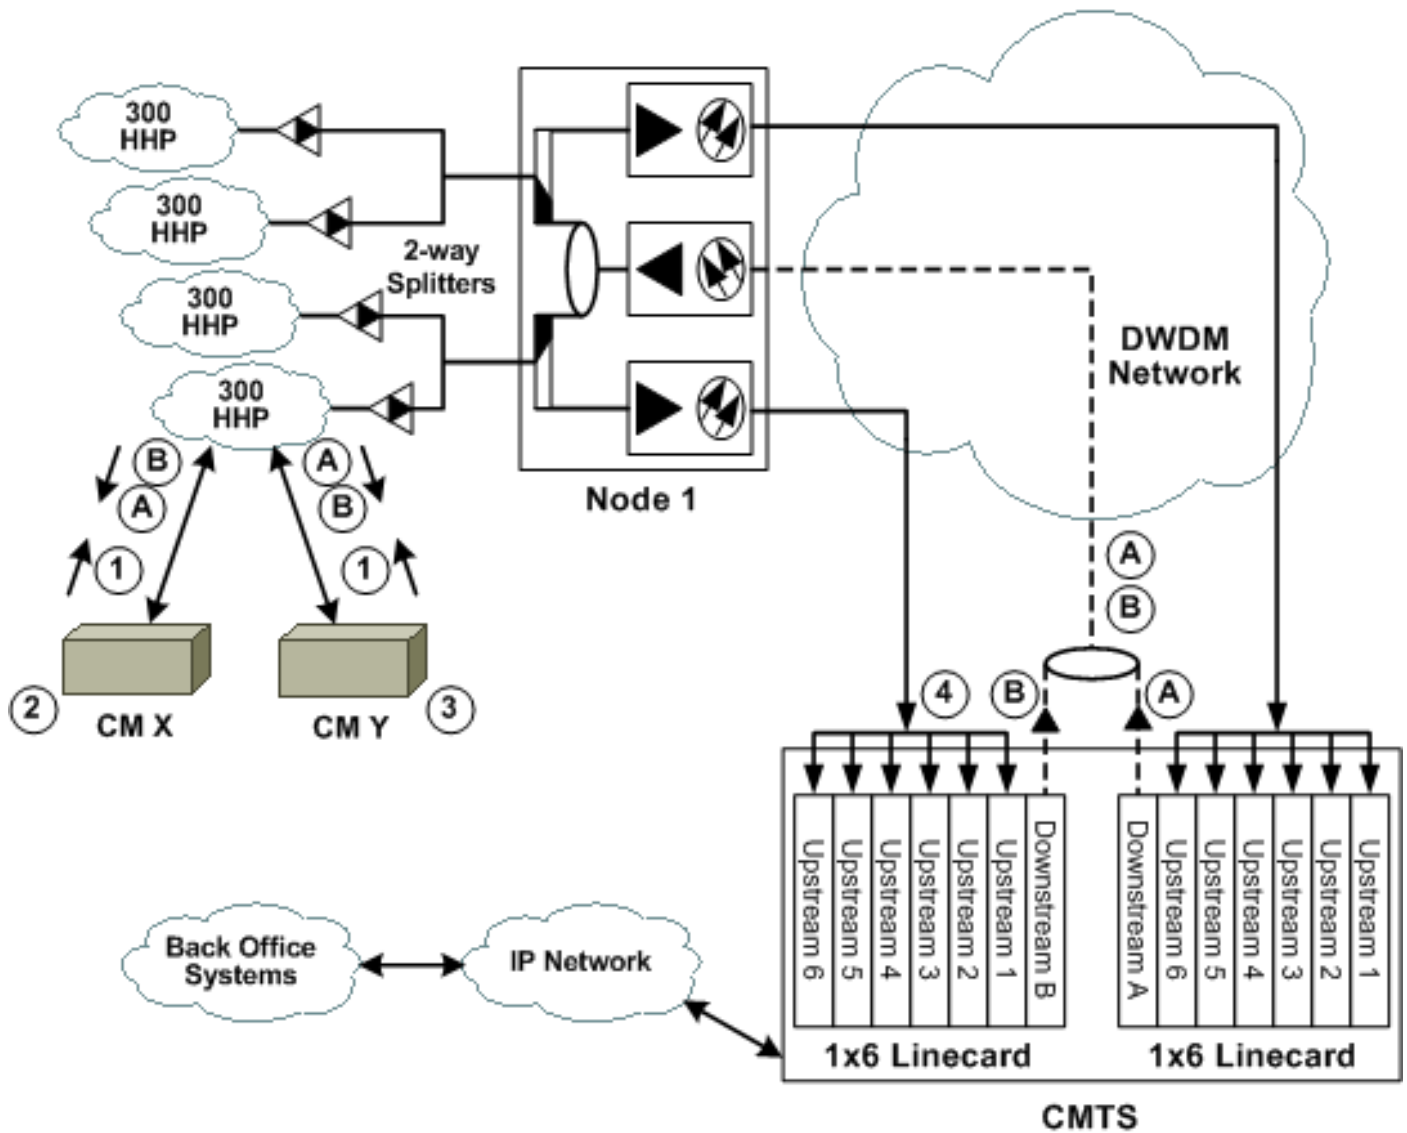 300
HHP
300
HHP
300
HHP
300
HHP
2-way
Splitters
Node 1
DWDM
Network
B
A
A
B
1
1
A
B
2
CM X
CM Y
3
4
B
A
Upstream 6
Upstream 5
Upstream 4
Upstream 3
Upstream 2
Upstream 1
Downstream B
Downstream A
Upstream 6
Upstream 5
Upstream 4
Upstream 3
Upstream 2
Upstream 1
Back Office
Systems
IP Network
1x6 Linecard
1x6 Linecard
CMTS